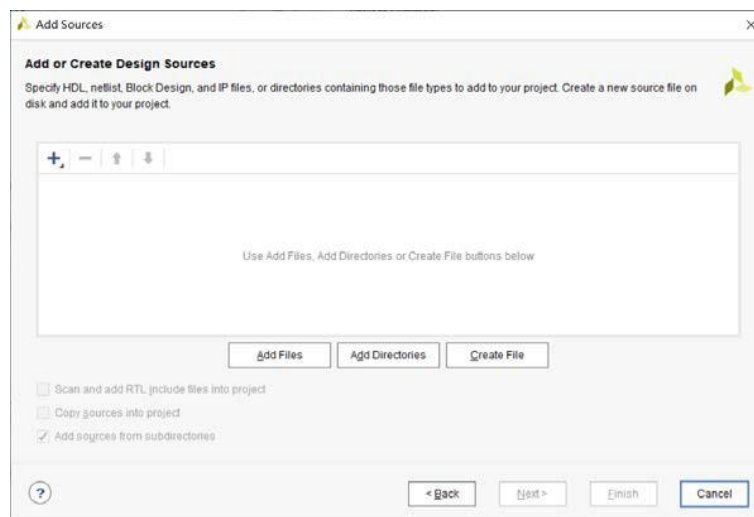 Add Sources
Add or Create Design Sources
Specify HDL, netlist, Block Design, and IP files, or directories containing those file types to add to your project. Create a new source file on
disk and add it to your project.
Use Add Files, Add Directories or Create File buttons below
Add Files
Add Directories
Create File
Scan and add RTL include files into project
Copy sources into project
Add sources from subdirectories
?
< Back
Next >
Finish
Cancel